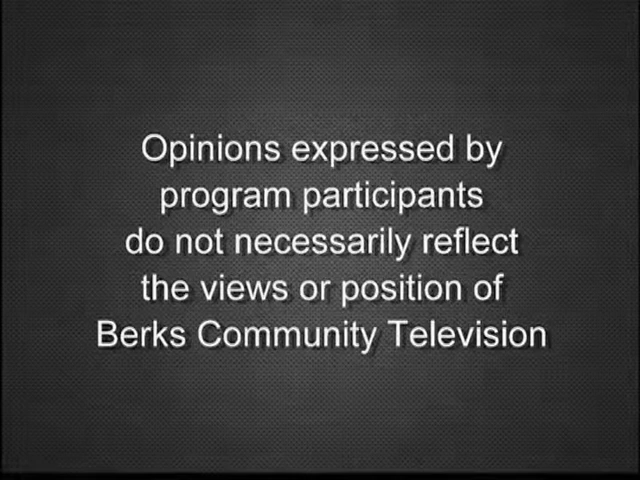 Opinions expressed by
program participants
do not necessarily reflect
the views or position of
Berks Community Television